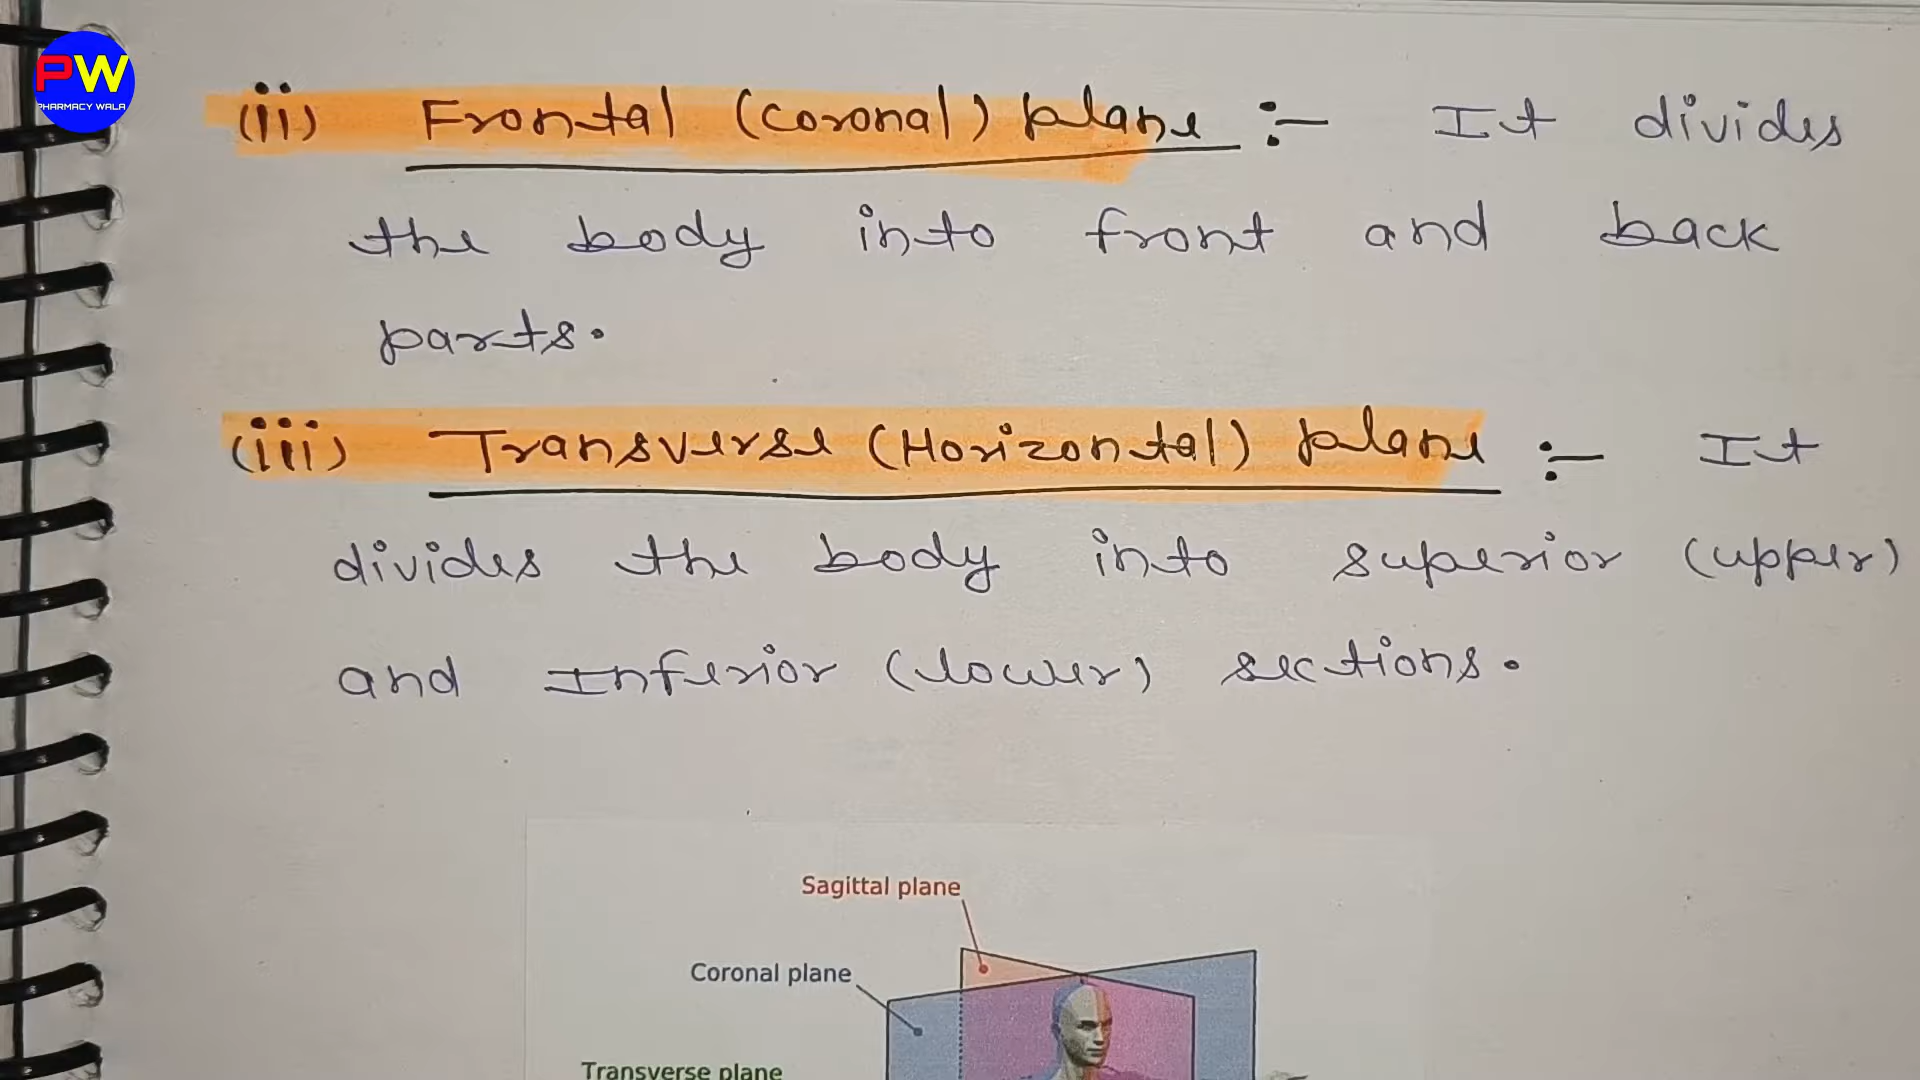 PW
PHARMACY WALA
(ii) Frontal (coronal) plane :- It divides
the body into front and back
parts.
(iii) Transverse (Horizontal) plane :- It
divides the body into superior (upper)
and Inferior (lower) sections.
Sagittal plane
Coronal plane
Transverse plane